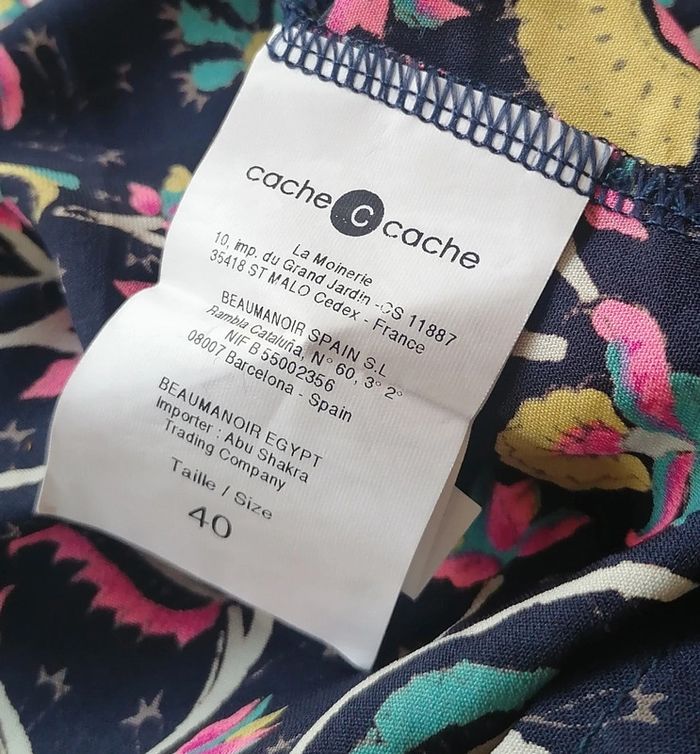 cache C cache
La Moinerie
10, imp. du Grand Jardin -CS 11887
35418 ST MALO Cedex - France
BEAUMANOIR SPAIN S.L
Rambla Cataluña, N° 60, 3° 2°
NIF B 55002356
08007 Barcelona - Spain
BEAUMANOIR EGYPT
Importer : Abu Shakra
Trading Company
Taille / Size
40